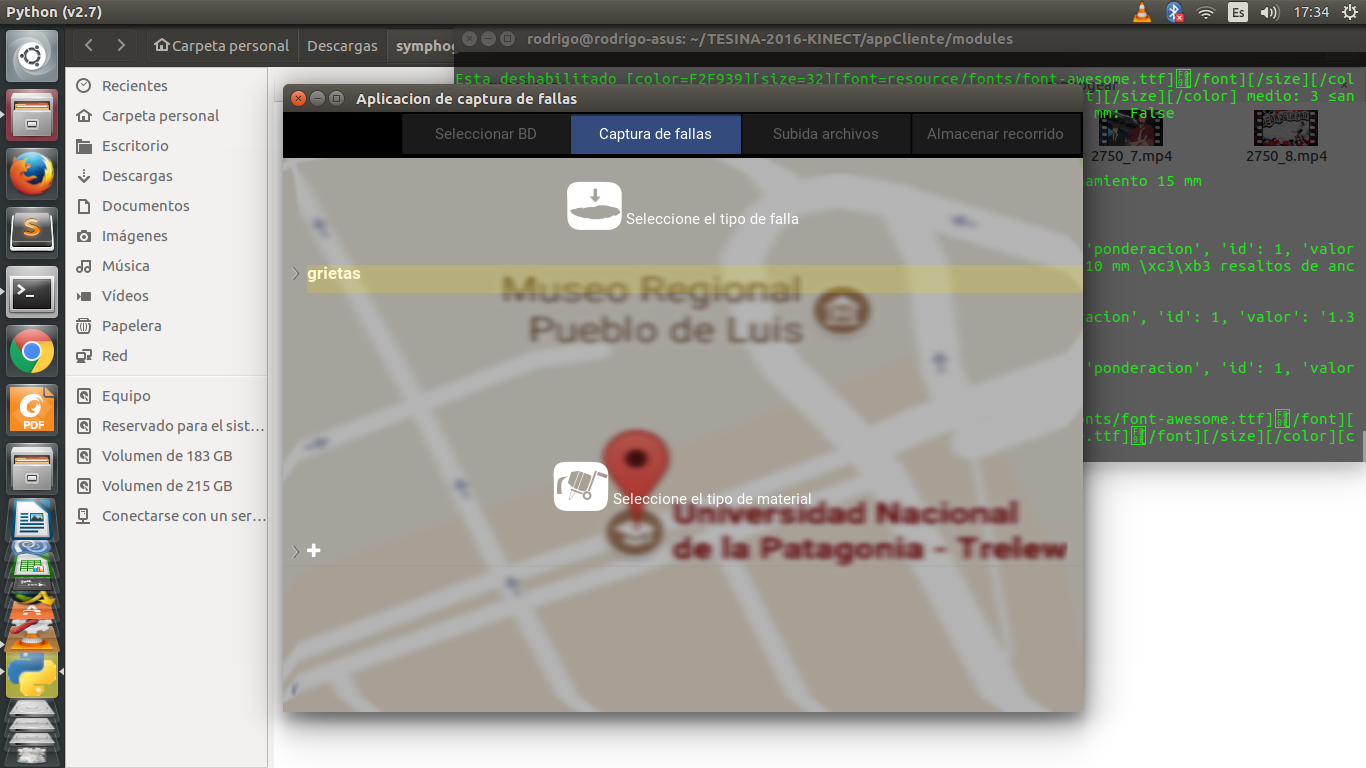 Python (v2.7)
Es
17:34
Carpeta personal
Descargas
rodrigo@rodrigo-asus: ~/TESINA-2016-KINECT/appCliente/modules
Recientes
Carpeta personal
Escritorio
Descargas
Documentos
Imágenes
Música
Vídeos
Papelera
Red
Equipo
Reservado para el sist…
Volumen de 183 GB
Volumen de 215 GB
Conectarse con un ser…
PDF
Esta deshabilitado [color=F2F939][size=32][font=resource/fonts/font-awesome.ttf][/font][/size][/col
t][/size][/color] medio: 3 ≤an
mm: False
2750_7.mp4
2750_8.mp4
amiento 15 mm
'ponderacion', 'id': 1, 'valor
10 mm \xc3\xb3 resaltos de anc
acion', 'id': 1, 'valor': '1.3
'ponderacion', 'id': 1, 'valor
nts/font-awesome.ttf][/font][
.ttf][/font][/size][/color][c
Aplicacion de captura de fallas
Seleccionar BD
Captura de fallas
Subida archivos
Almacenar recorrido
Seleccione el tipo de falla
grietas
Museo Regional
Pueblo de Luis
Seleccione el tipo de material
Universidad Nacional
de la Patagonia - Trelew